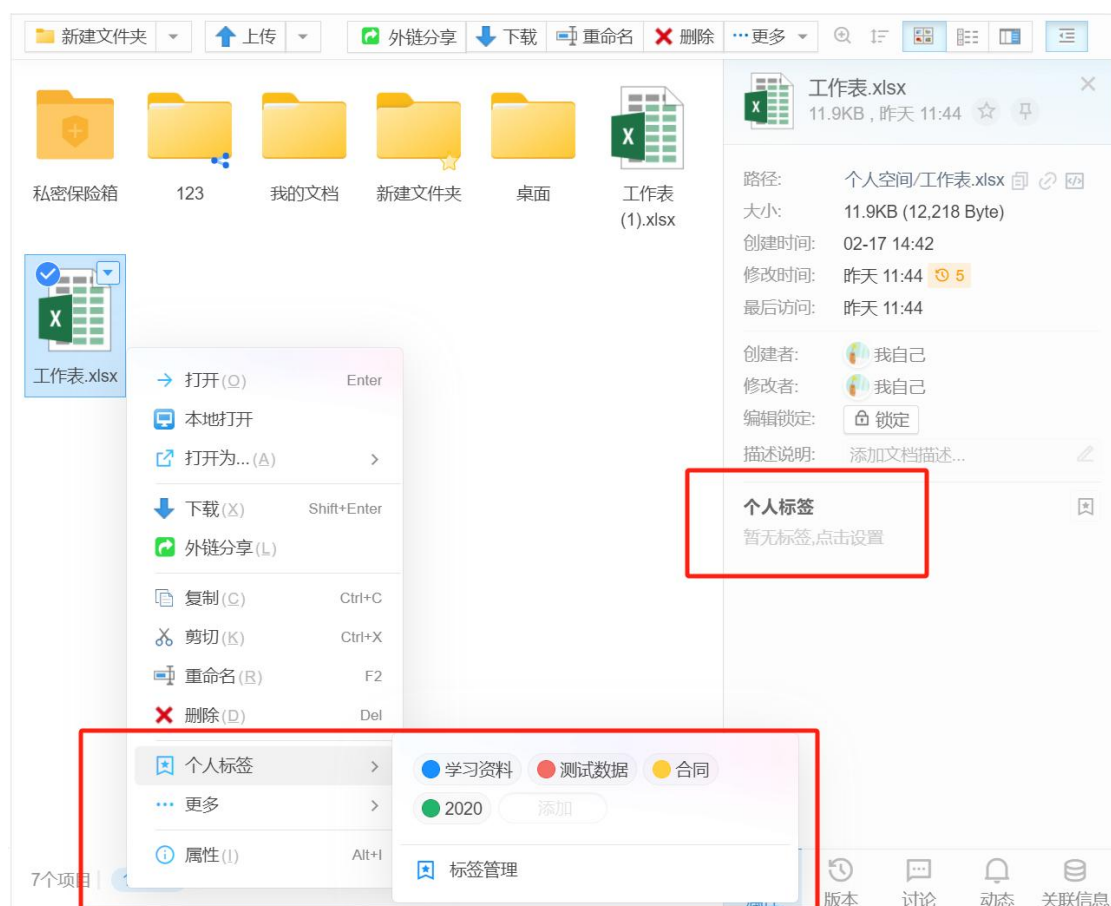 新建文件夹 上传 外链分享 下载 重命名 删除 更多
私密保险箱 123 我的文档 新建文件夹 桌面 工作表
(1).xlsx
工作表.xlsx
打开(O) Enter
本地打开
打开为...(A)
下载(X) Shift+Enter
外链分享(L)
复制(C) Ctrl+C
剪切(K) Ctrl+X
重命名(R) F2
删除(D) Del
个人标签
更多
属性(I) Alt+I
学习资料 测试数据 合同
2020 添加
标签管理
7个项目
工作表.xlsx
11.9KB , 昨天 11:44
路径: 个人空间/工作表.xlsx
大小: 11.9KB (12,218 Byte)
创建时间: 02-17 14:42
修改时间: 昨天 11:44 5
最后访问: 昨天 11:44
创建者: 我自己
修改者: 我自己
编辑锁定: 锁定
描述说明: 添加文档描述...
个人标签
暂无标签,点击设置
版本 讨论 动态 关联信息